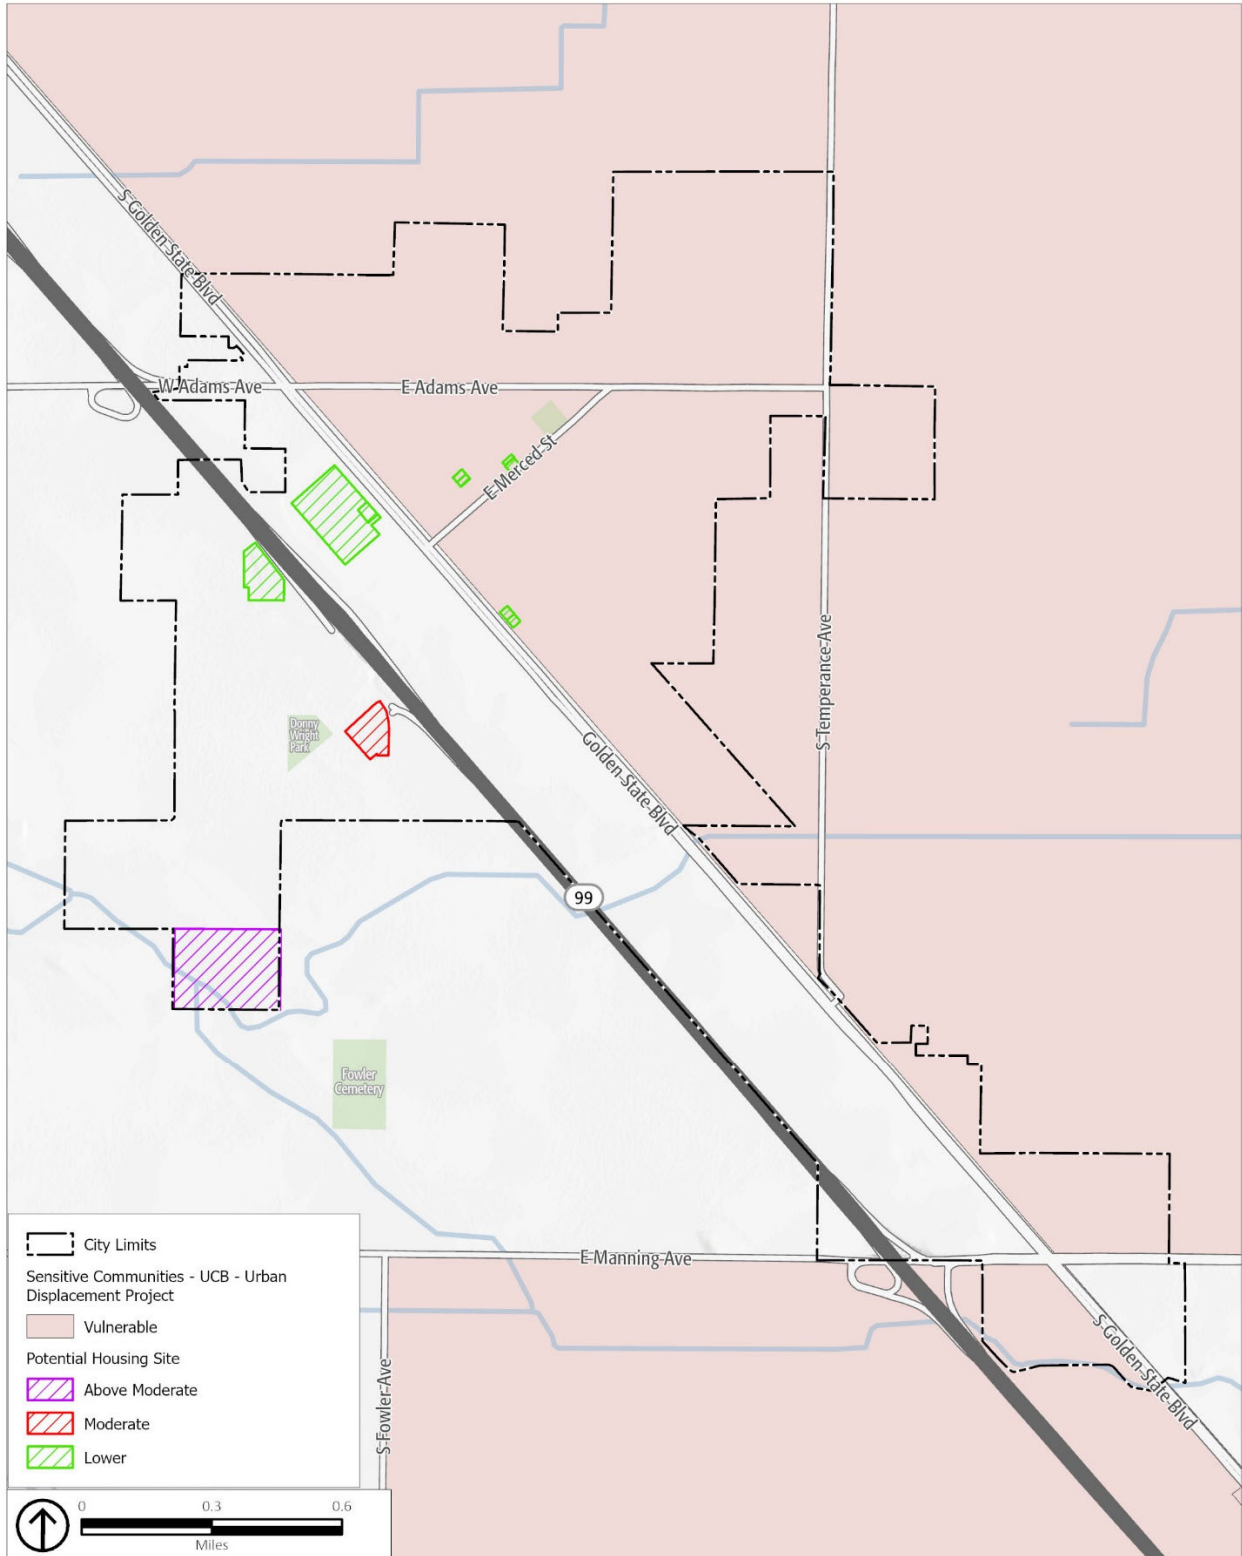 S Golden State Blvd
W Adams Ave
E Adams Ave
E Merced St
S Temperance Ave
Donny
Wright
Park
Golden State Blvd
99
Fowler
Cemetery
E Manning Ave
S Golden State Blvd
S Fowler Ave
City Limits
Sensitive Communities - UCB - Urban
Displacement Project
Vulnerable
Potential Housing Site
Above Moderate
Moderate
Lower
0 0.3 0.6
Miles